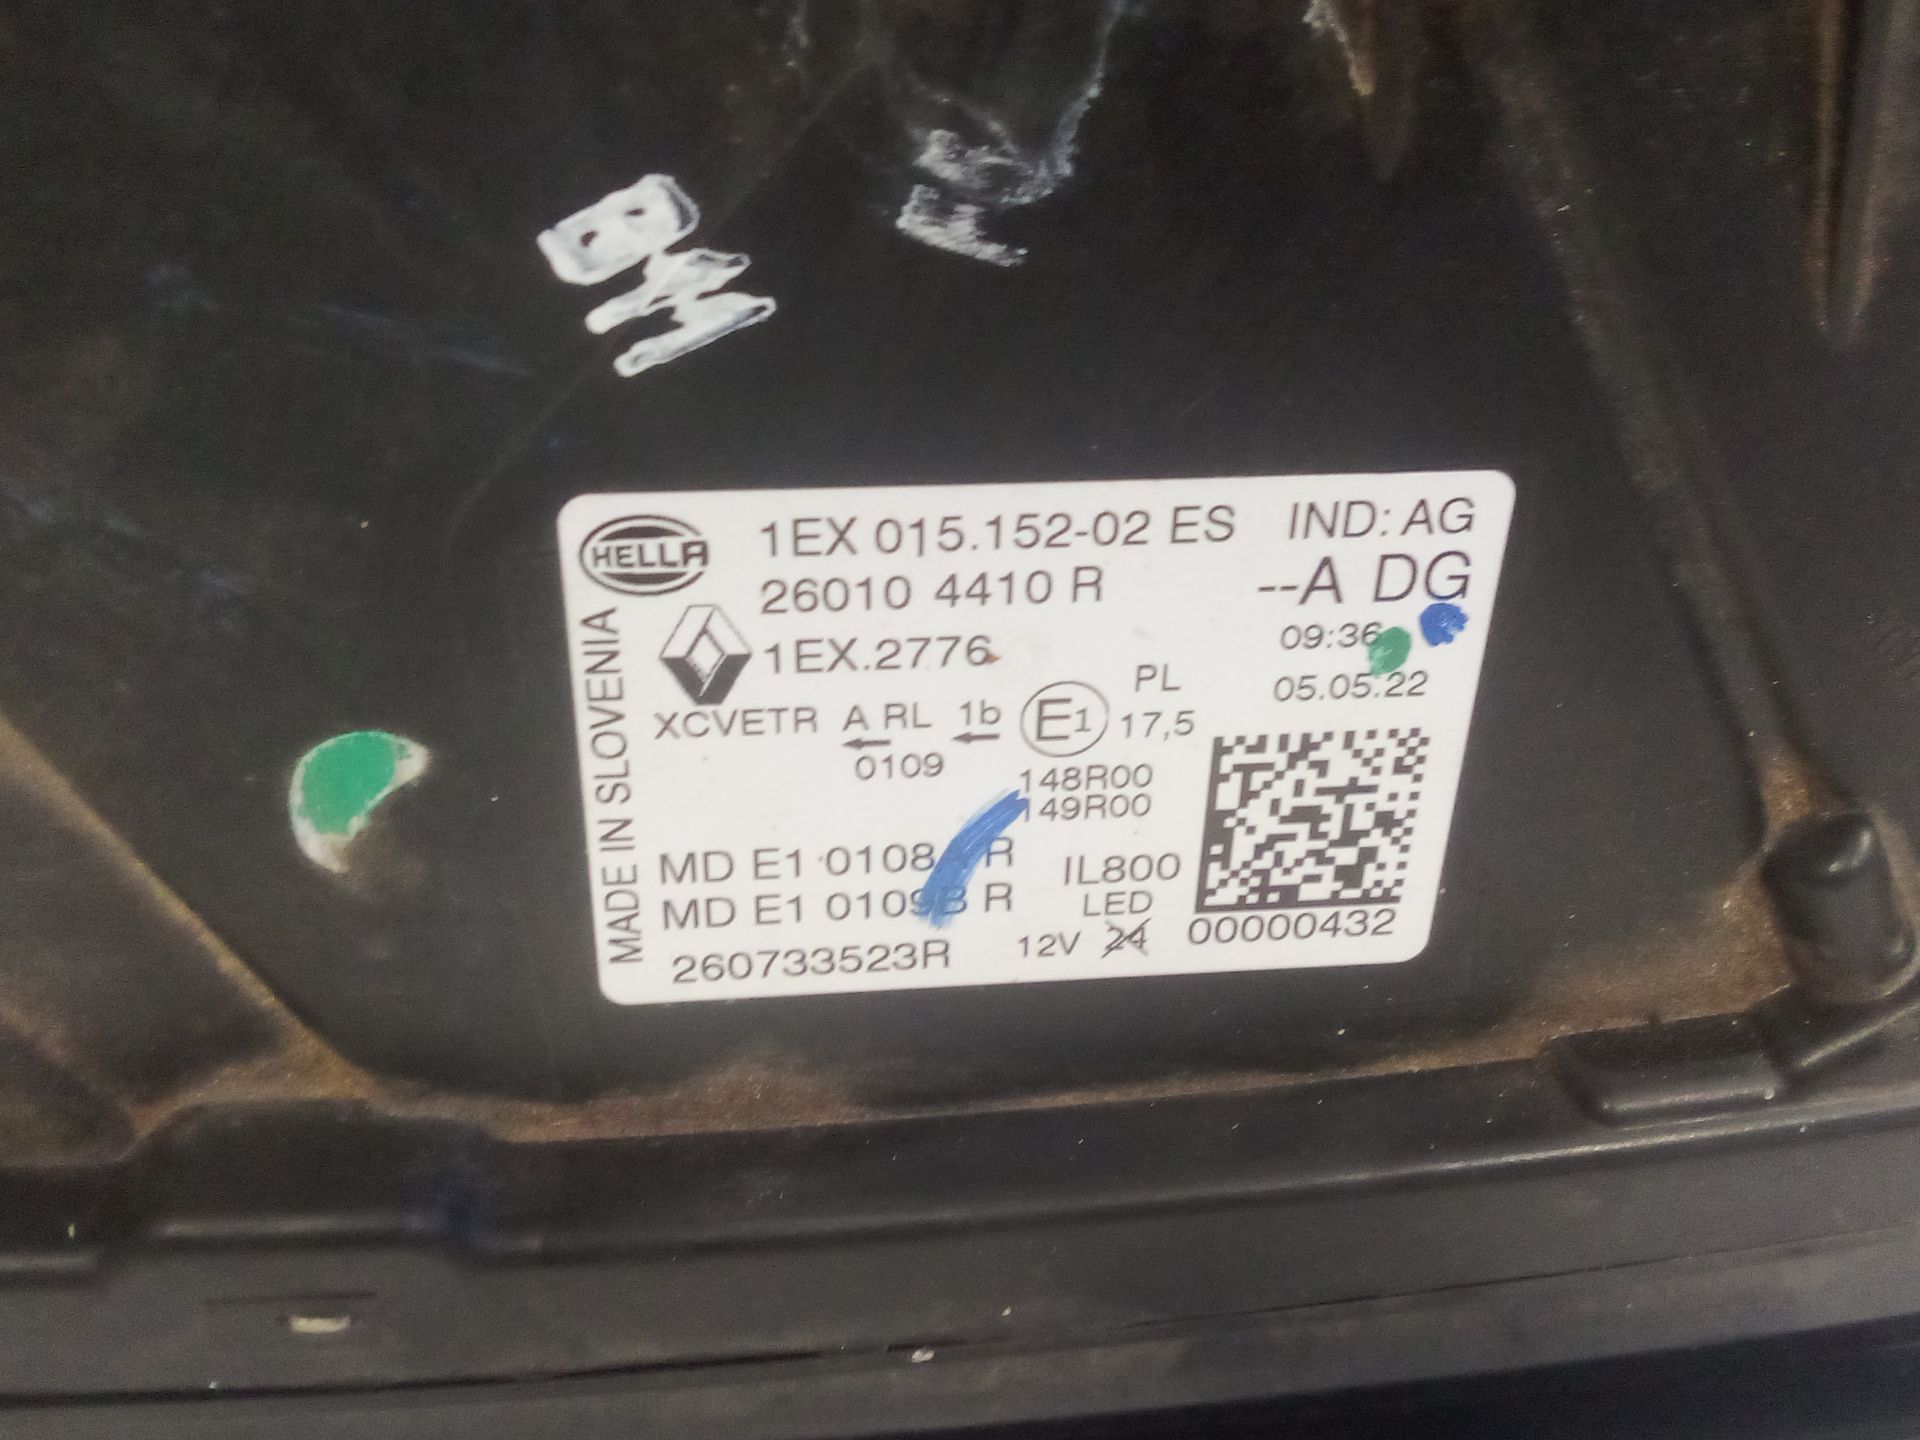 HELLA
1EX 015.152-02 ES IND: AG
26010 4410 R --A DG
1EX.2776 09:36
PL 05.05.22
XCVETR A RL 1b E1 17,5
0109
148R00
149R00
MD E1 0108 R IL800
MD E1 0109B R LED
260733523R 12V 24 00000432
MADE IN SLOVENIA